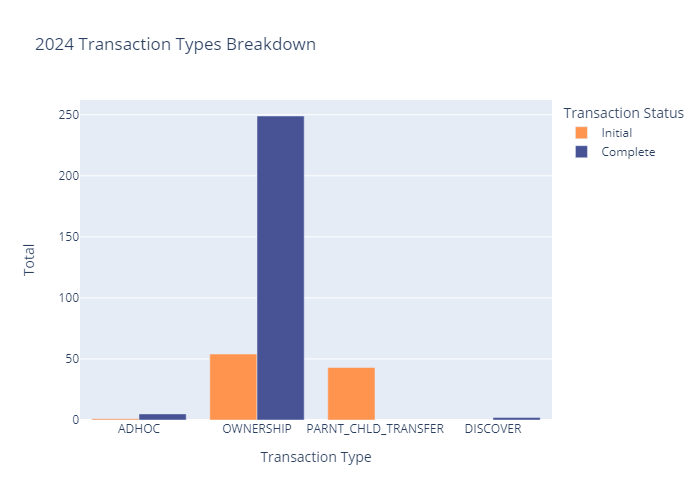 2024 Transaction Types Breakdown
Transaction Status
Initial
Complete
250
200
150
100
50
0
Total
ADHOC
OWNERSHIP
PARNT_CHLD_TRANSFER
DISCOVER
Transaction Type